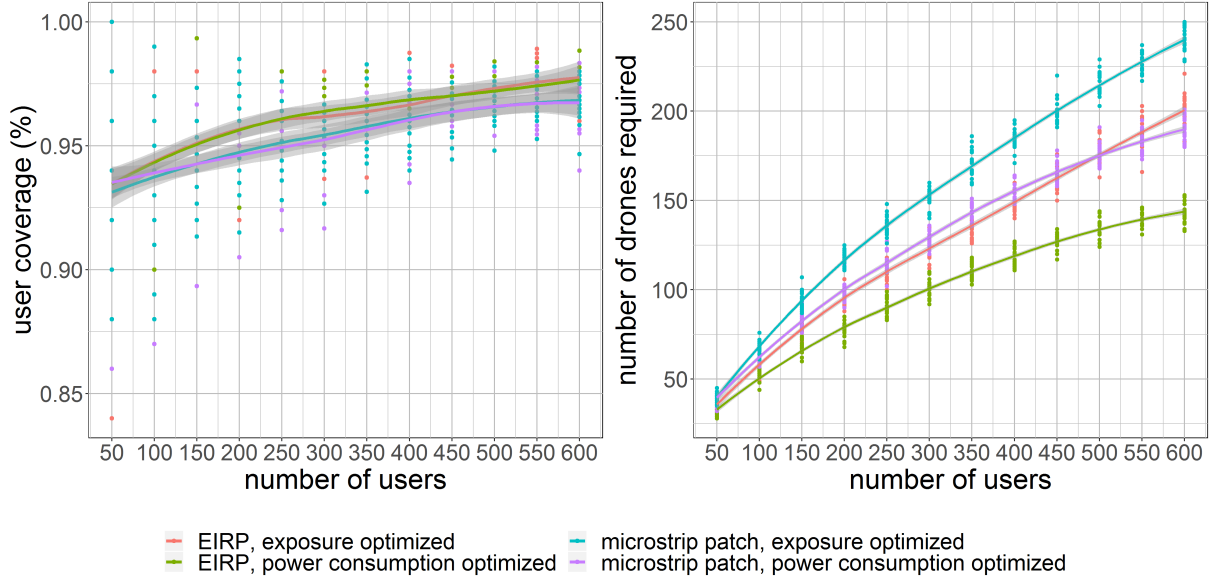 user coverage (%)
1.00
0.95
0.90
0.85
50 100 150 200 250 300 350 400 450 500 550 600
number of users
number of drones required
250
200
150
100
50
50 100 150 200 250 300 350 400 450 500 550 600
number of users
EIRP, exposure optimized
EIRP, power consumption optimized
microstrip patch, exposure optimized
microstrip patch, power consumption optimized